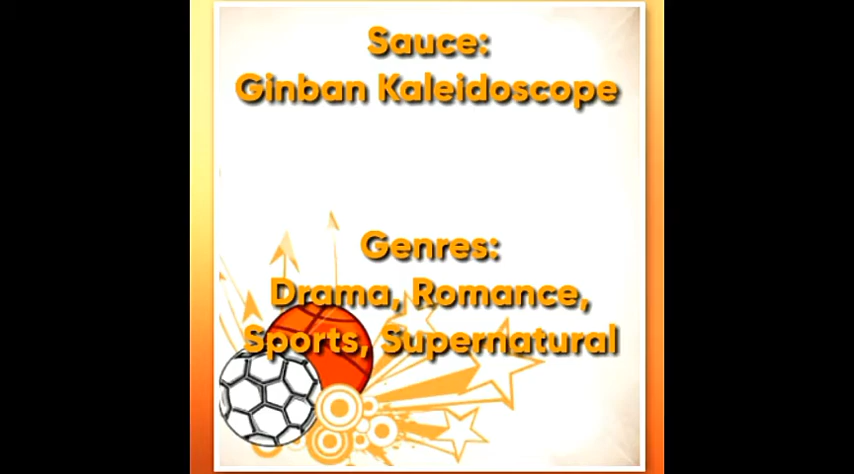 Sauce:
Ginban Kaleidoscope
Genres:
Drama, Romance,
Sports, Supernatural